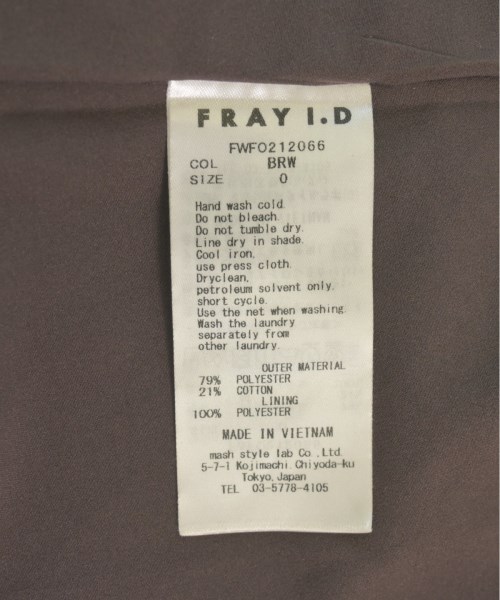 FRAY I.D
FWFO212066
COL BRW
SIZE 0
Hand wash cold.
Do not bleach.
Do not tumble dry.
Line dry in shade.
Cool iron,
use press cloth.
Dryclean,
petroleum solvent only.
short cycle.
Use the net when washing.
Wash the laundry
separately from
other laundry.
OUTER MATERIAL
79% POLYESTER
21% COTTON
LINING
100% POLYESTER
MADE IN VIETNAM
mash style lab Co.,Ltd.
5-7-1 Kojimachi Chiyoda-ku
Tokyo,Japan
TEL 03-5778-4105